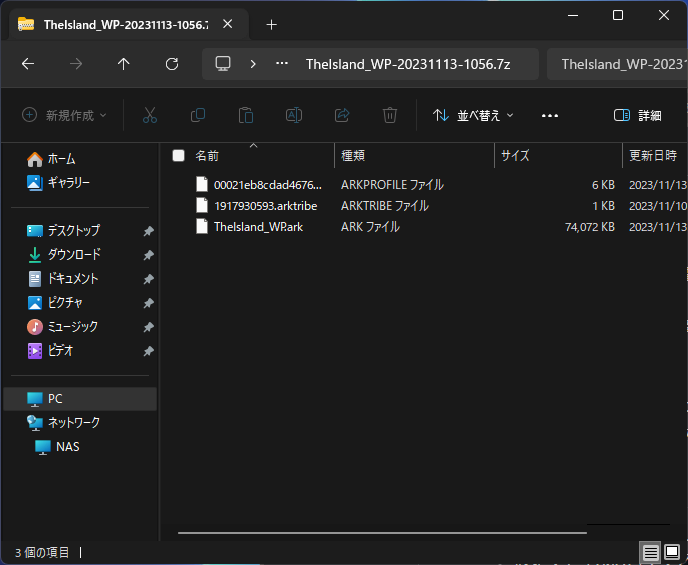 TheIsland_WP-20231113-1056.7
TheIsland_WP-20231113-1056.7z
TheIsland_WP-20231
新規作成
並べ替え
詳細
名前
種類
サイズ
更新日時
ホーム
ギャラリー
デスクトップ
ダウンロード
ドキュメント
ピクチャ
ミュージック
ビデオ
PC
ネットワーク
NAS
00021eb8cdad4676... ARKPROFILE ファイル 6 KB 2023/11/13
1917930593.arktribe ARKTRIBE ファイル 1 KB 2023/11/10
TheIsland_WP.ark ARK ファイル 74,072 KB 2023/11/13
3 個の項目